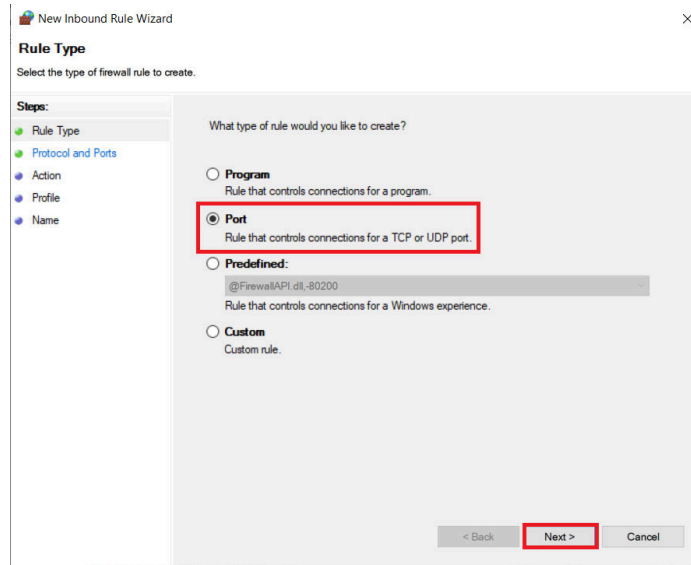 New Inbound Rule Wizard
Rule Type
Select the type of firewall rule to create.
Steps:
Rule Type
Protocol and Ports
Action
Profile
Name
What type of rule would you like to create?
Program
Rule that controls connections for a program.
Port
Rule that controls connections for a TCP or UDP port.
Predefined:
@FirewallAPI.dll,-80200
Rule that controls connections for a Windows experience.
Custom
Custom rule.
< Back
Next >
Cancel